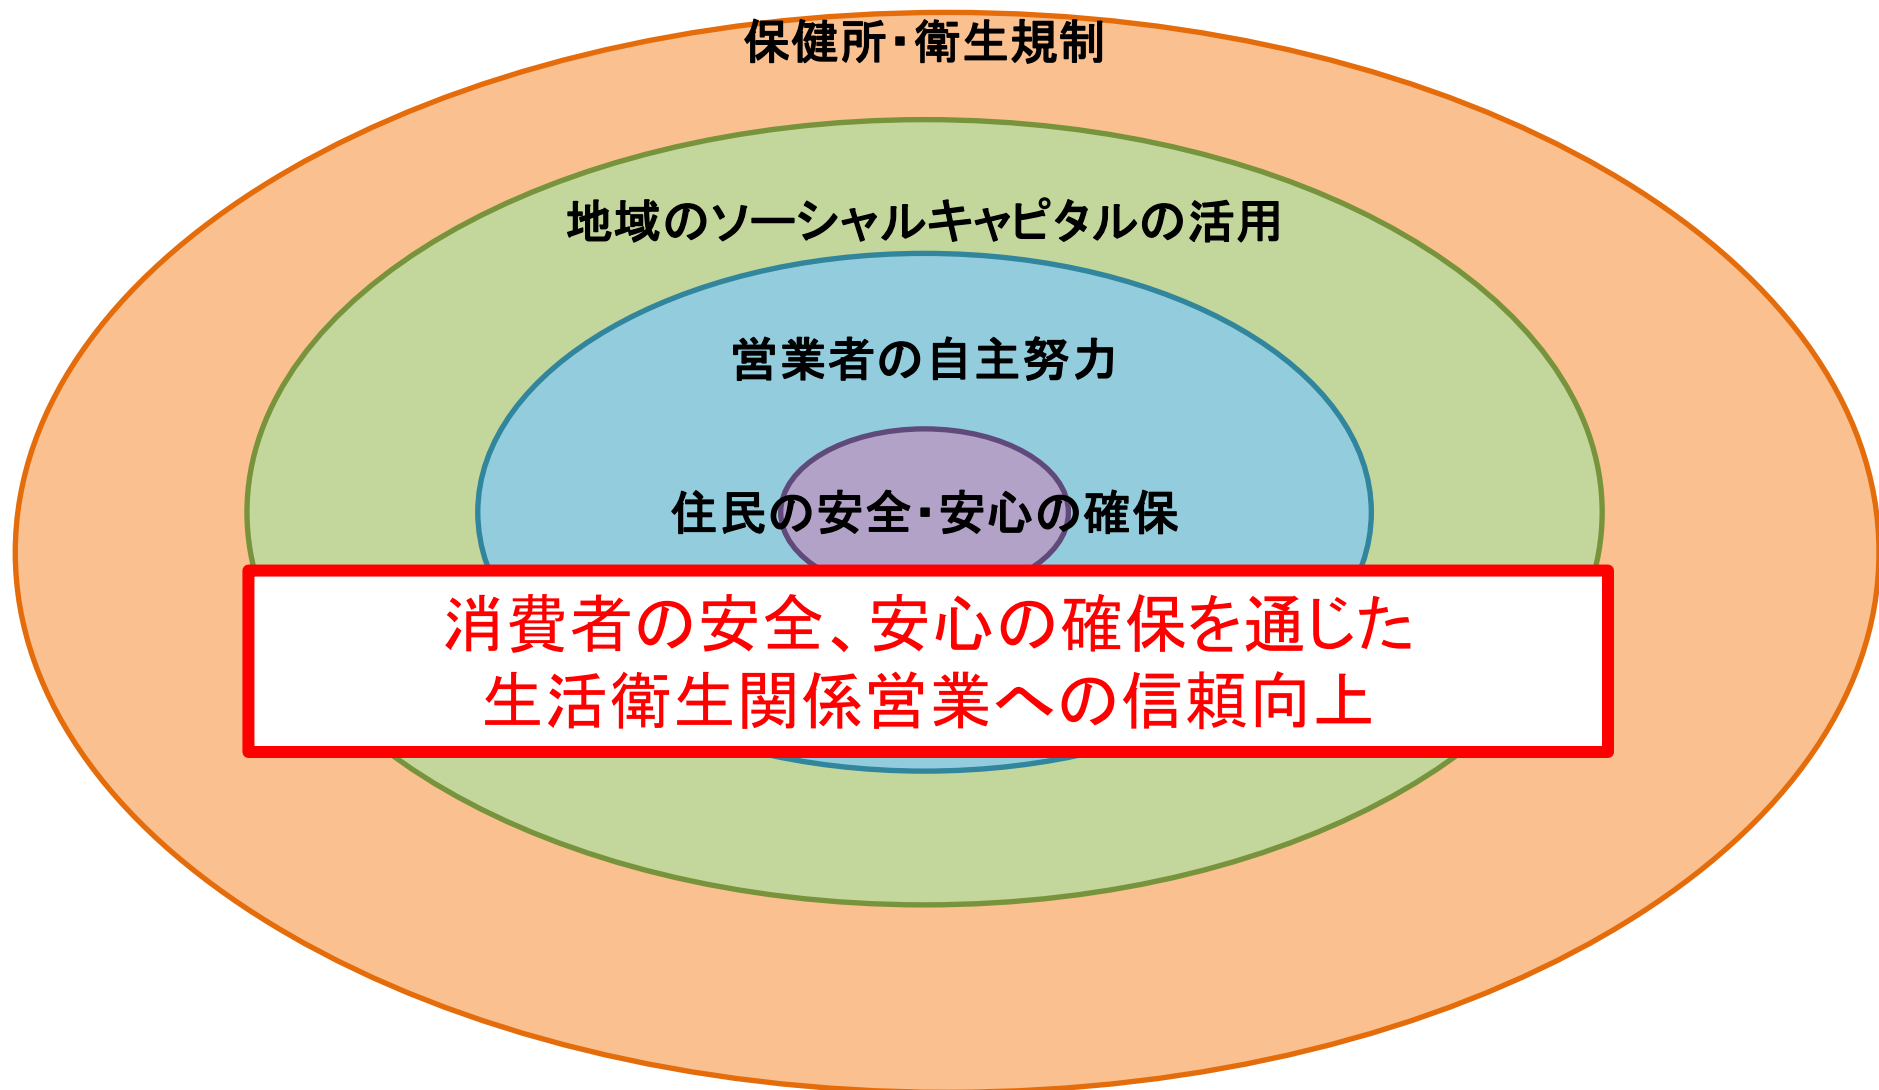 保健所・衛生規制
地域のソーシャルキャピタルの活用
営業者の自主努力
住民の安全・安心の確保
消費者の安全、安心の確保を通じた
生活衛生関係営業への信頼向上